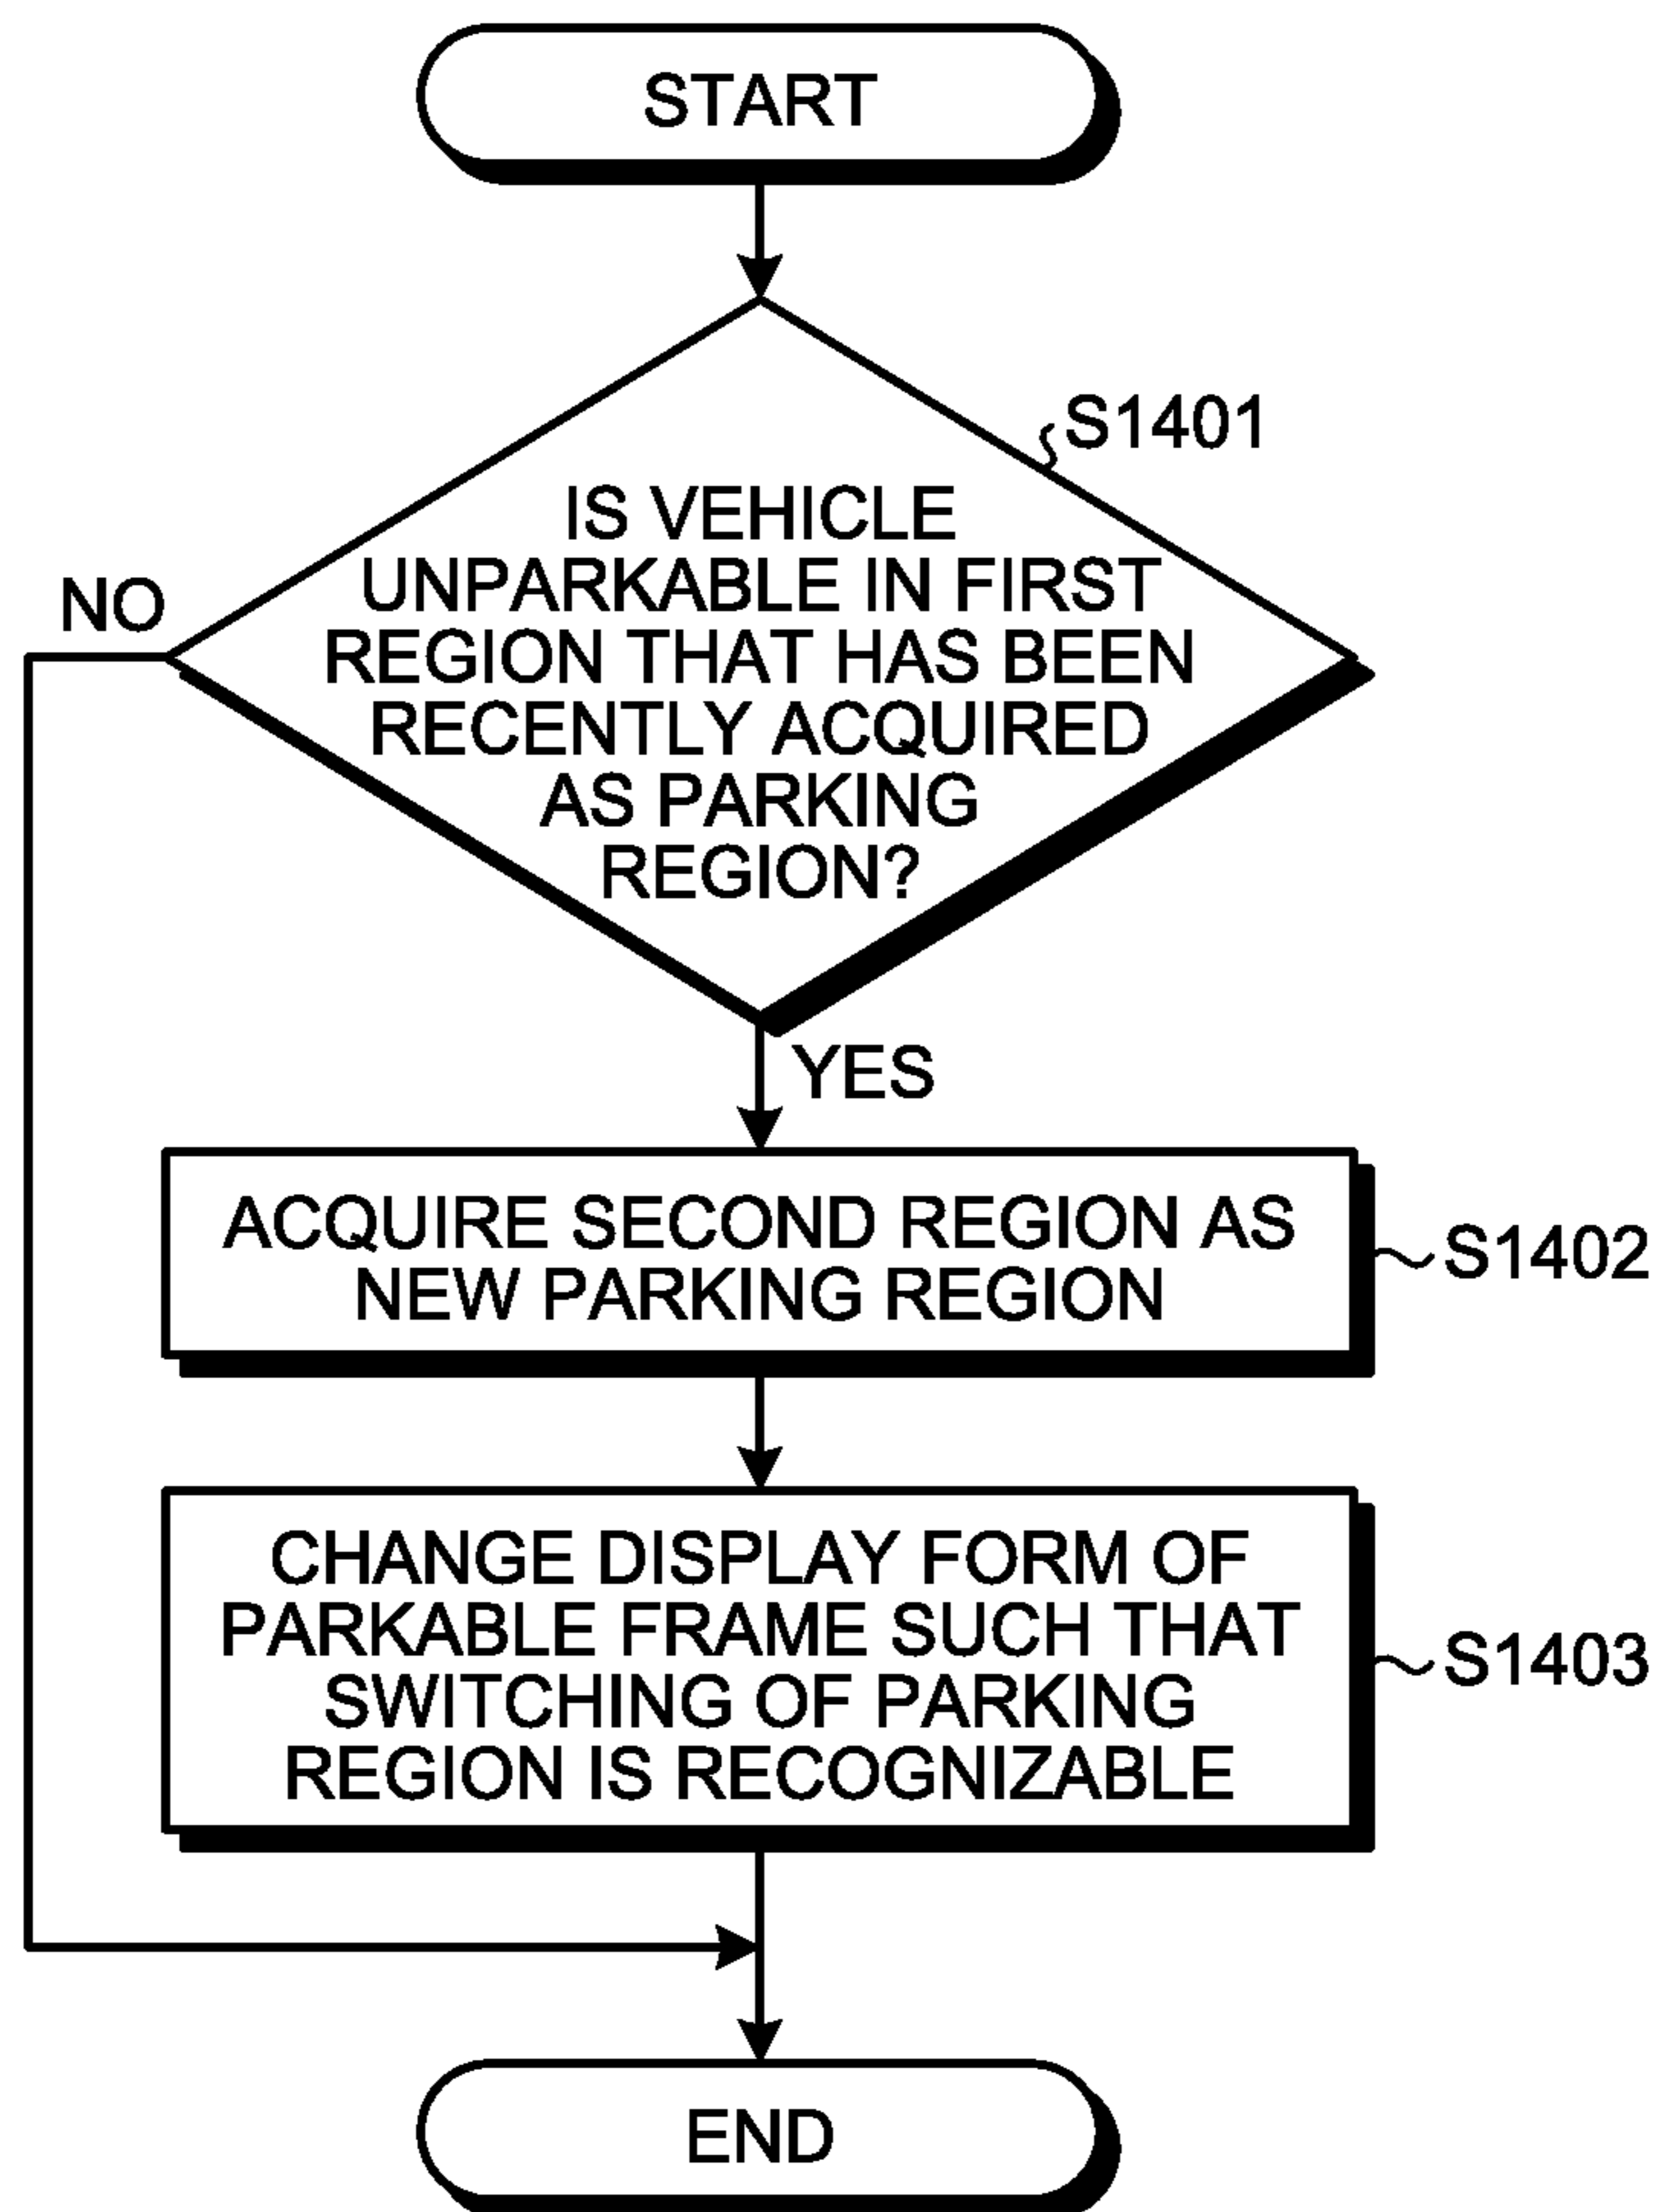 START
S1401
IS VEHICLE
UNPARKABLE IN FIRST
REGION THAT HAS BEEN
RECENTLY ACQUIRED
AS PARKING
REGION?
NO
YES
ACQUIRE SECOND REGION AS
NEW PARKING REGION
S1402
CHANGE DISPLAY FORM OF
PARKABLE FRAME SUCH THAT
SWITCHING OF PARKING
REGION IS RECOGNIZABLE
S1403
END